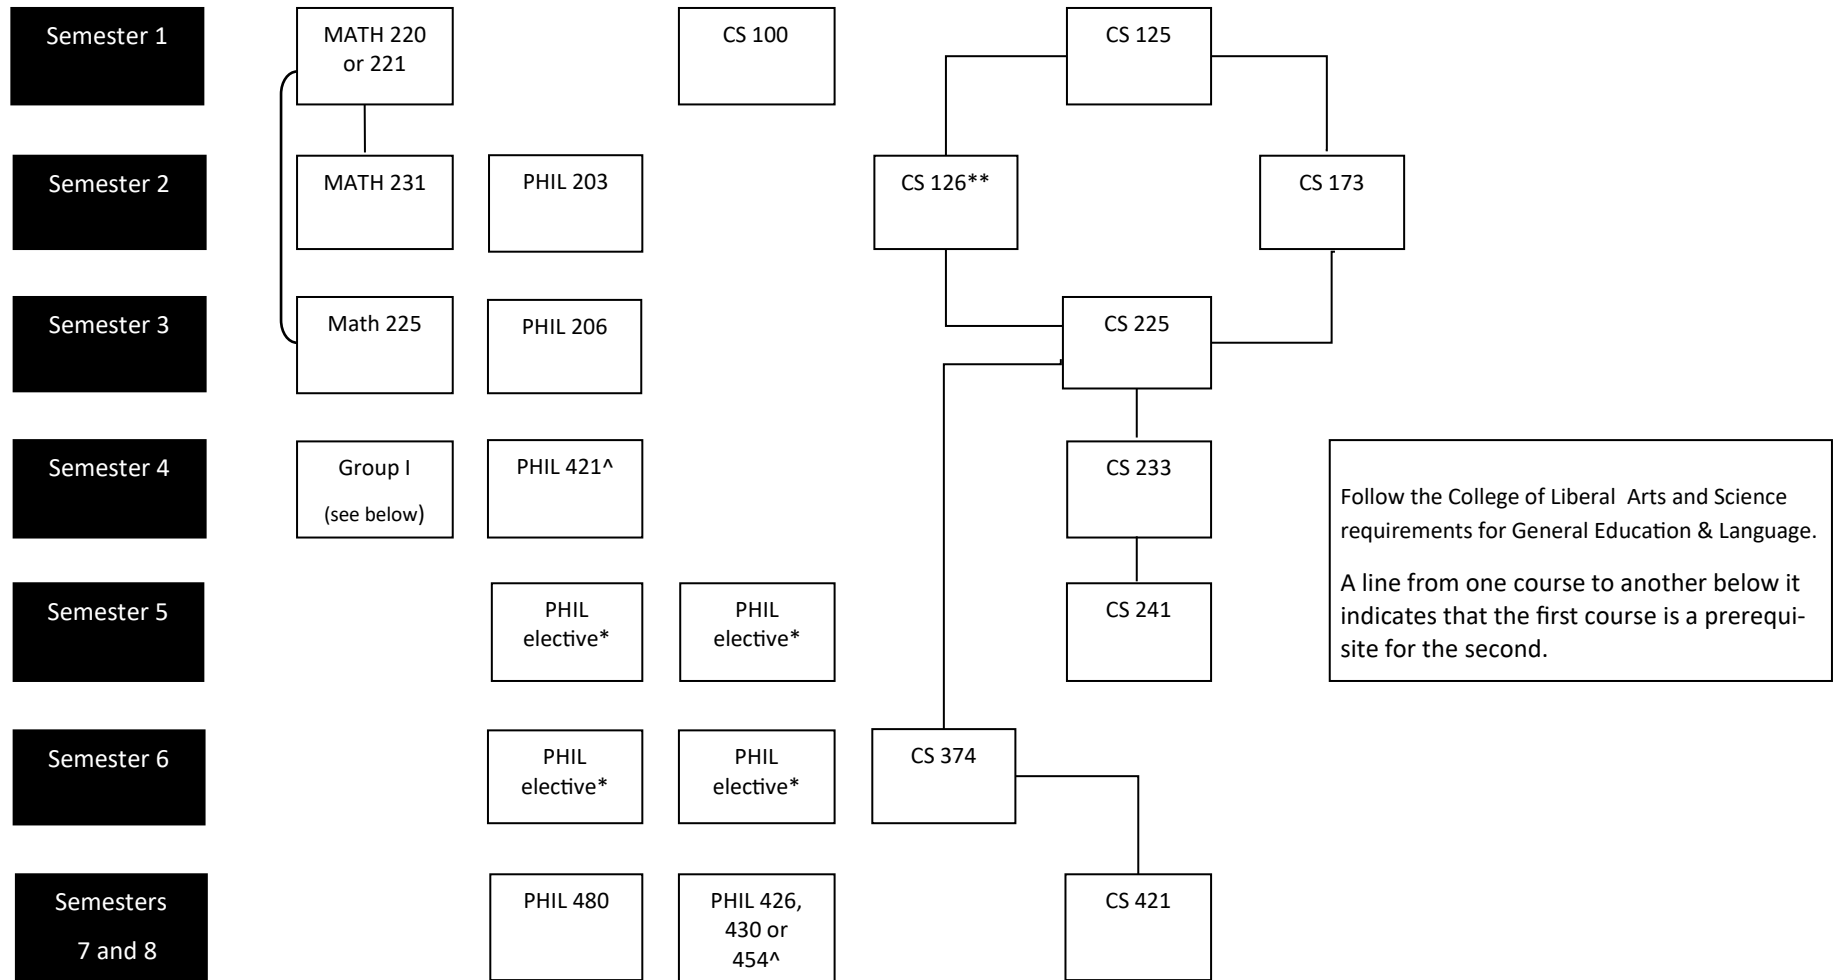 Semester 1
MATH 220
or 221
CS 100
CS 125
Semester 2
MATH 231
PHIL 203
CS 126**
CS 173
Semester 3
Math 225
PHIL 206
CS 225
Semester 4
Group I
(see below)
PHIL 421^
CS 233
Follow the College of Liberal Arts and Science
requirements for General Education & Language.
A line from one course to another below it
indicates that the first course is a prerequi-
site for the second.
Semester 5
PHIL
elective*
PHIL
elective*
CS 241
Semester 6
PHIL
elective*
PHIL
elective*
CS 374
Semesters
7 and 8
PHIL 480
PHIL 426,
430 or
454^
CS 421